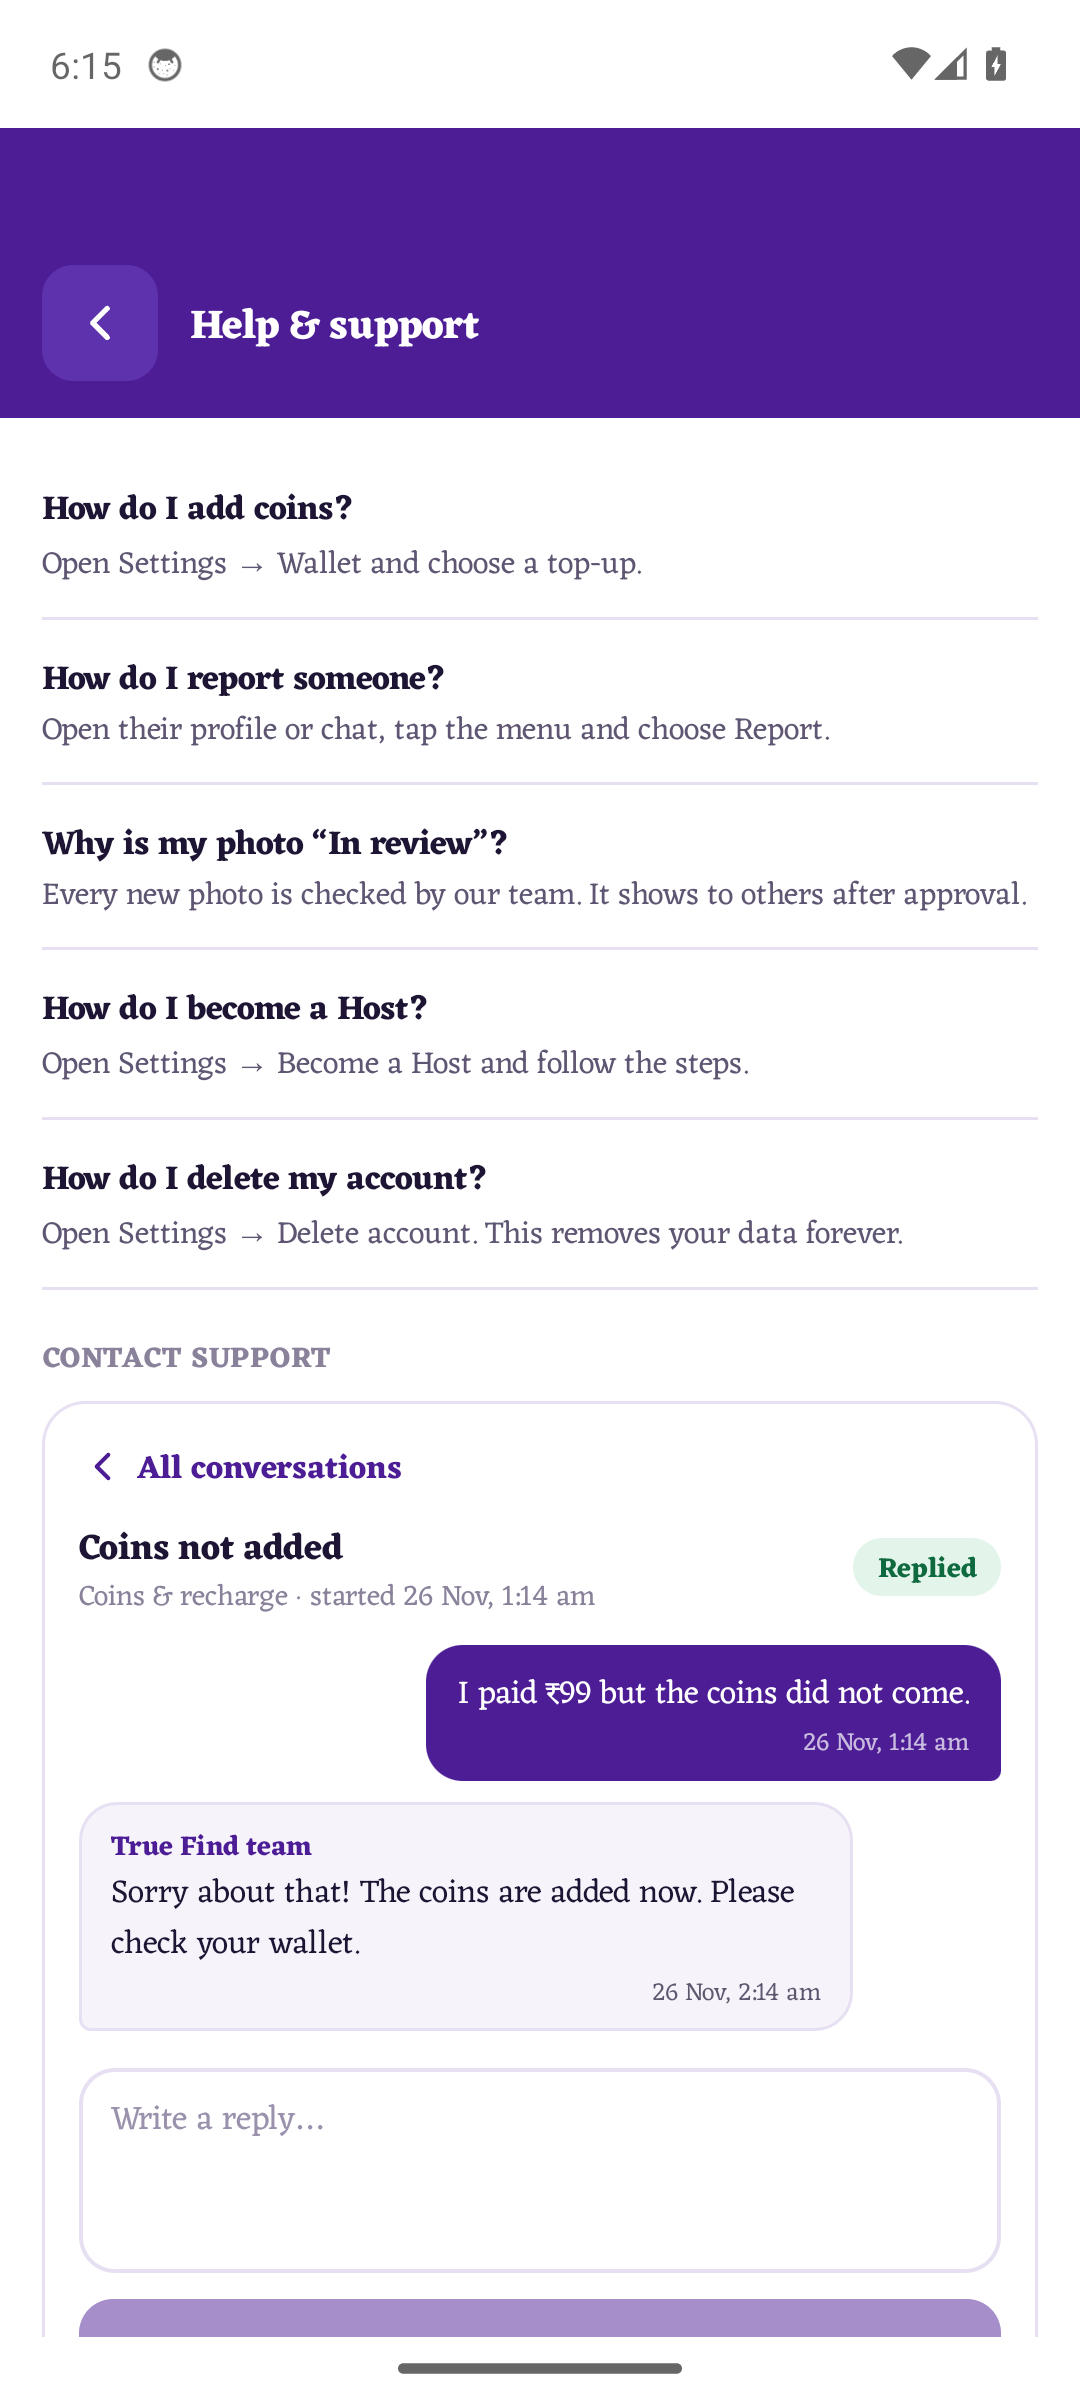 6:15
Help & support
How do I add coins?
Open Settings → Wallet and choose a top-up.
How do I report someone?
Open their profile or chat, tap the menu and choose Report.
Why is my photo “In review”?
Every new photo is checked by our team. It shows to others after approval.
How do I become a Host?
Open Settings → Become a Host and follow the steps.
How do I delete my account?
Open Settings → Delete account. This removes your data forever.
CONTACT SUPPORT
All conversations
Coins not added
Replied
Coins & recharge · started 26 Nov, 1:14 am
I paid ₹99 but the coins did not come.
26 Nov, 1:14 am
True Find team
Sorry about that! The coins are added now. Please
check your wallet.
26 Nov, 2:14 am
Write a reply...